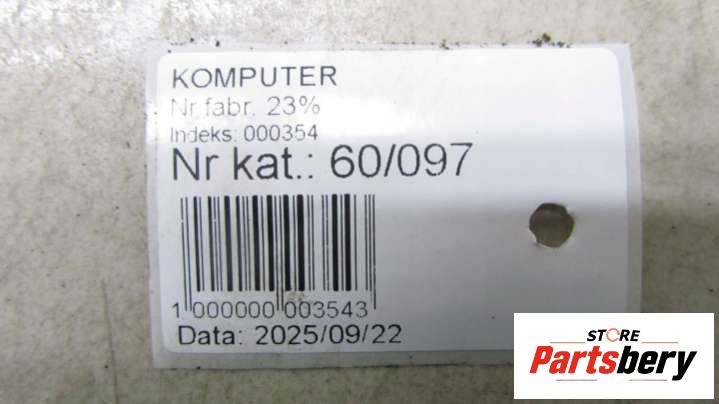 KOMPUTER
Nr fabr. 23%
Indeks: 000354
Nr kat.: 60/097
1 000000 003543
Data: 2025/09/22
STORE
Partsbery